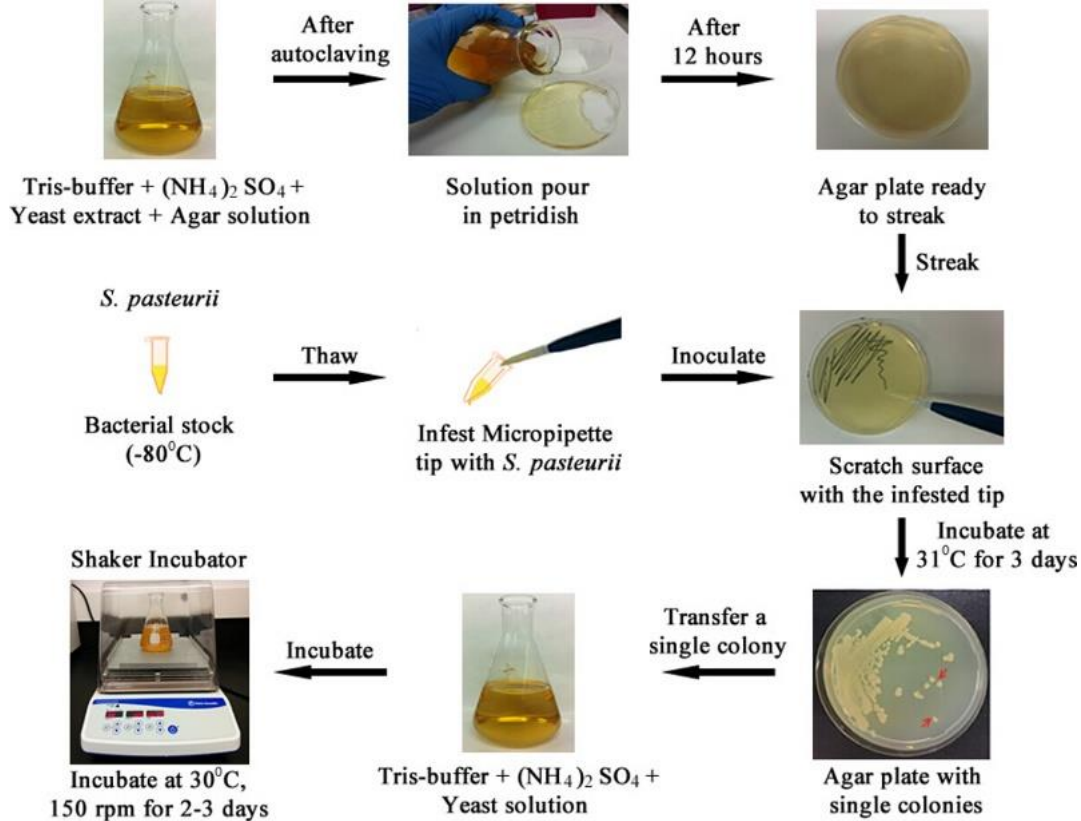 After
autoclaving
After
12 hours
Tris-buffer + (NH₄)₂ SO₄ +
Yeast extract + Agar solution
Solution pour
in petridish
Agar plate ready
to streak
Streak
S. pasteurii
Thaw
Inoculate
Bacterial stock
(-80⁰C)
Infest Micropipette
tip with S. pasteurii
Scratch surface
with the infested tip
Incubate at
31⁰C for 3 days
Shaker Incubator
Transfer a
single colony
Incubate
Incubate at 30⁰C,
150 rpm for 2-3 days
Tris-buffer + (NH₄)₂ SO₄ +
Yeast solution
Agar plate with
single colonies